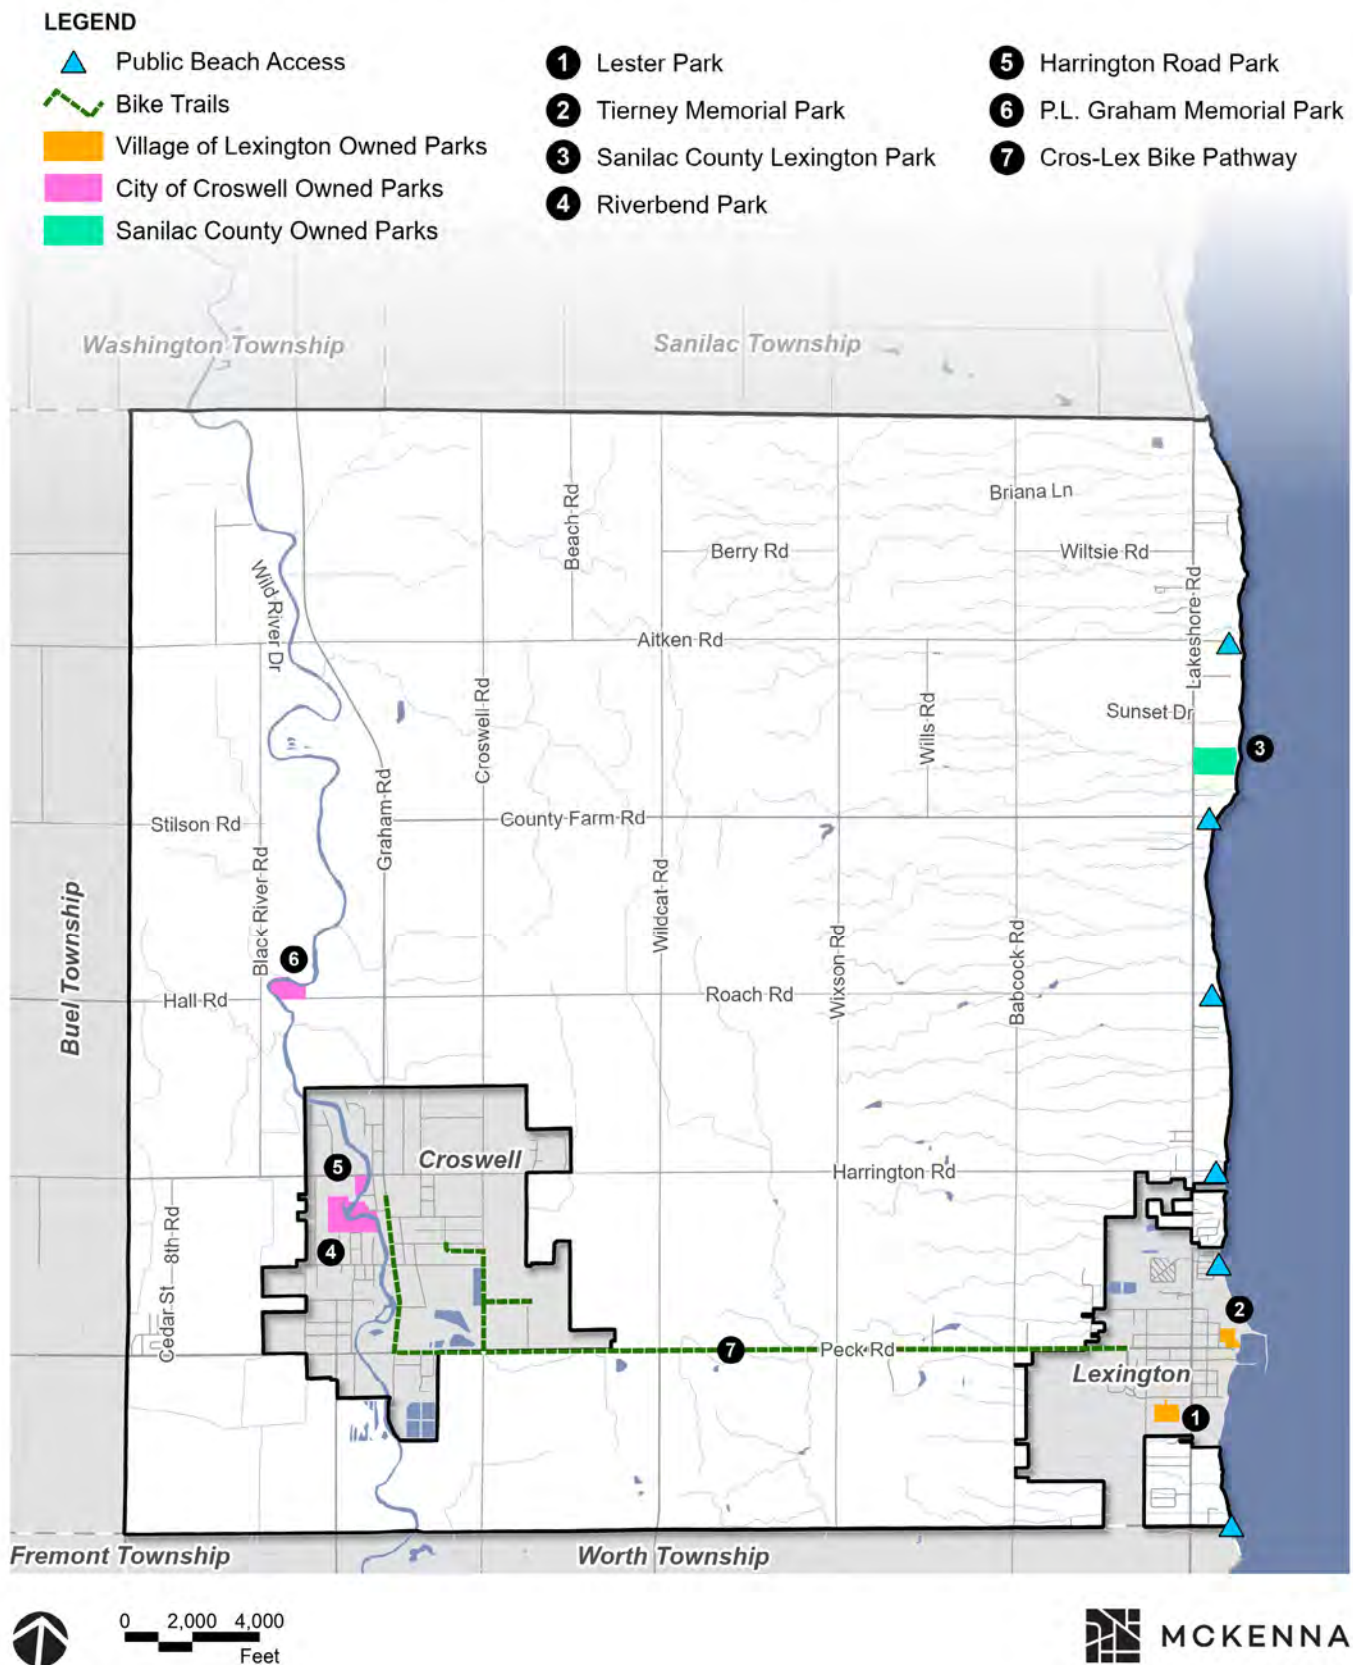 LEGEND
Public Beach Access
Bike Trails
Village of Lexington Owned Parks
City of Croswell Owned Parks
Sanilac County Owned Parks
1 Lester Park
2 Tierney Memorial Park
3 Sanilac County Lexington Park
4 Riverbend Park
5 Harrington Road Park
6 P.L. Graham Memorial Park
7 Cros-Lex Bike Pathway
Washington Township
Sanilac Township
Briana Ln
Beach Rd
Berry Rd
Wiltsie Rd
Wild River Dr
Lakeshore Rd
Aitken Rd
Croswell Rd
Wills Rd
Sunset Dr
3
Graham Rd
Stilson Rd
County Farm Rd
Black River Rd
Wildcat Rd
Buel Township
6
Wixson Rd
Babcock Rd
Hall Rd
Roach Rd
5
Croswell
Harrington Rd
8th Rd
4
Cedar St
2
7
Peck Rd
Lexington
1
Fremont Township
Worth Township
0 2,000 4,000
Feet
MCKENNA